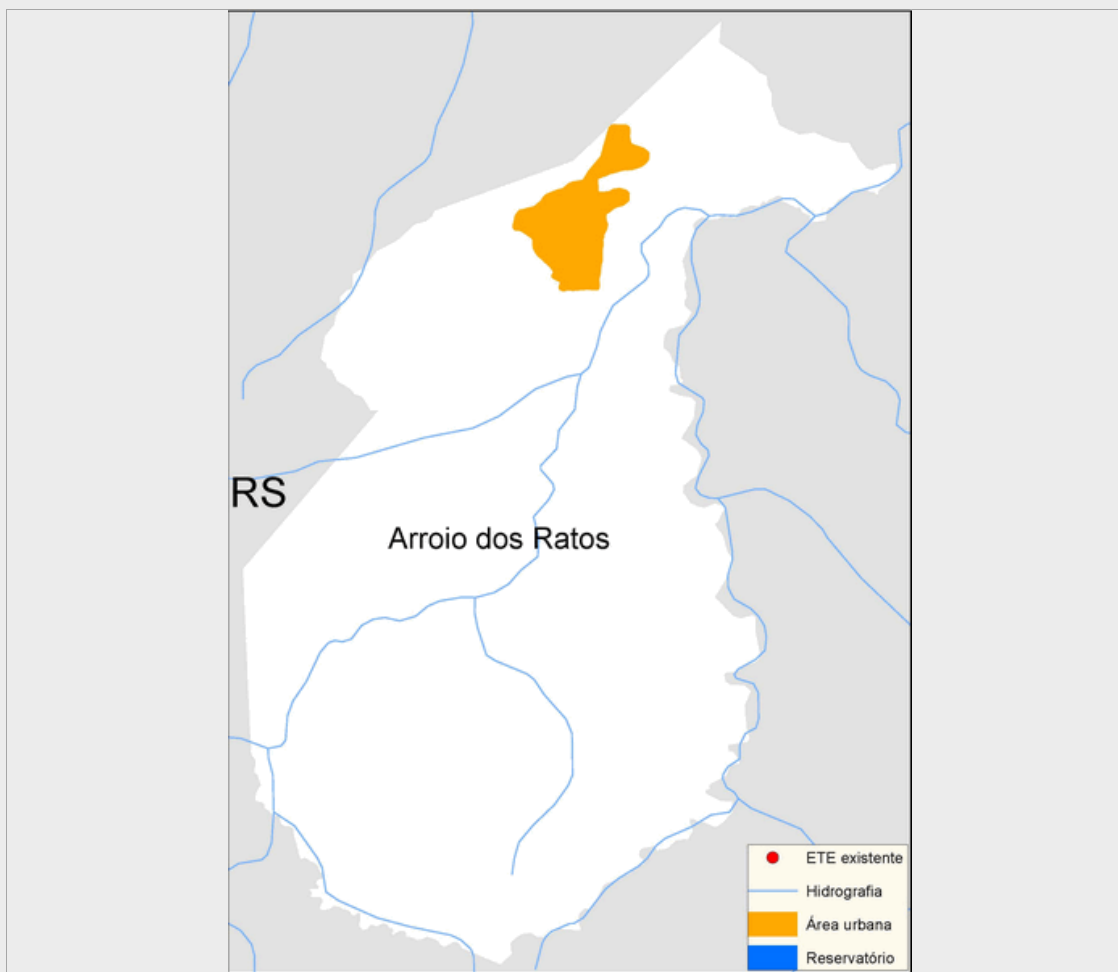 RS
Arroio dos Ratos
ETE existente
Hidrografia
Área urbana
Reservatório